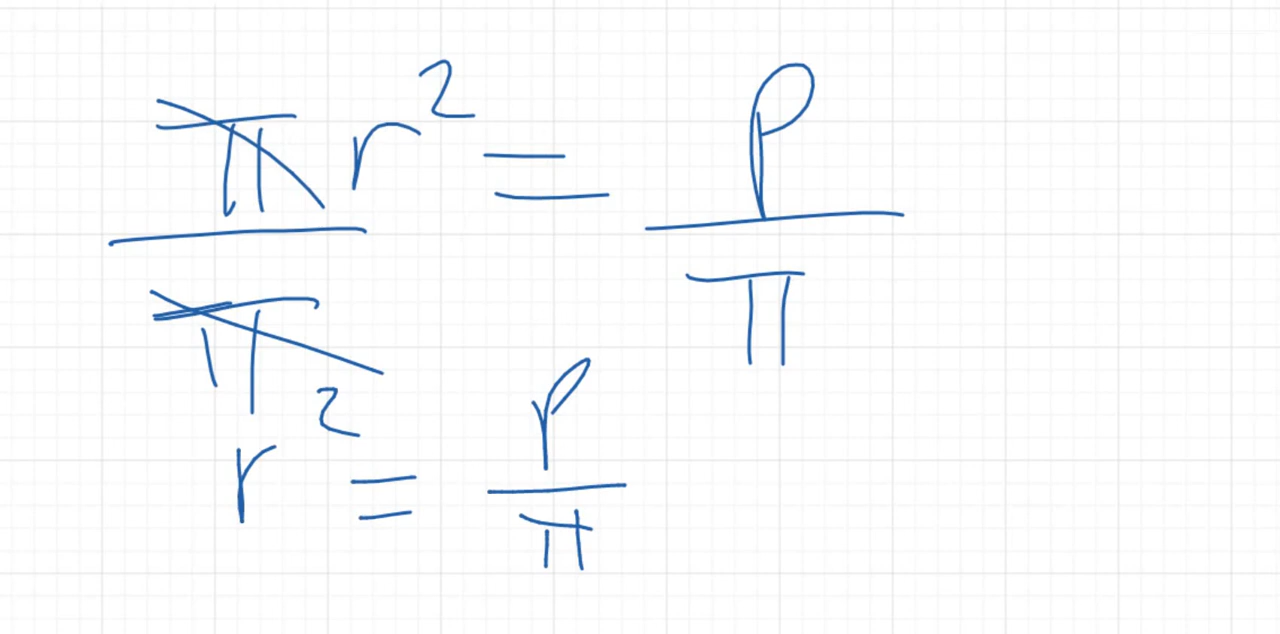 πr² / π = P / π
r² = P / π